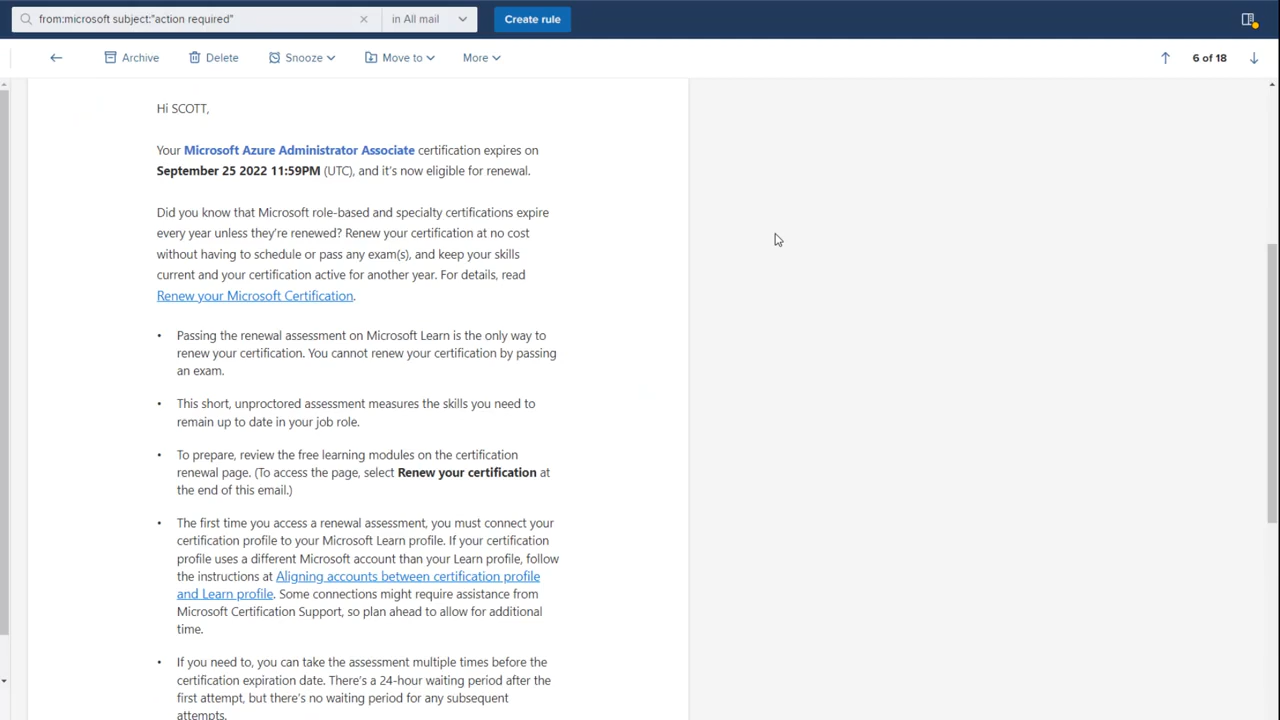 from:microsoft subject:"action required"
in All mail
Create rule
Archive
Delete
Snooze
Move to
More
6 of 18
Hi SCOTT,
Your Microsoft Azure Administrator Associate certification expires on
September 25 2022 11:59PM (UTC), and it's now eligible for renewal.
Did you know that Microsoft role-based and specialty certifications expire
every year unless they're renewed? Renew your certification at no cost
without having to schedule or pass any exam(s), and keep your skills
current and your certification active for another year. For details, read
Renew your Microsoft Certification.
• Passing the renewal assessment on Microsoft Learn is the only way to
renew your certification. You cannot renew your certification by passing
an exam.
• This short, unproctored assessment measures the skills you need to
remain up to date in your job role.
• To prepare, review the free learning modules on the certification
renewal page. (To access the page, select Renew your certification at
the end of this email.)
• The first time you access a renewal assessment, you must connect your
certification profile to your Microsoft Learn profile. If your certification
profile uses a different Microsoft account than your Learn profile, follow
the instructions at Aligning accounts between certification profile
and Learn profile. Some connections might require assistance from
Microsoft Certification Support, so plan ahead to allow for additional
time.
• If you need to, you can take the assessment multiple times before the
certification expiration date. There's a 24-hour waiting period after the
first attempt, but there's no waiting period for any subsequent
attempts.